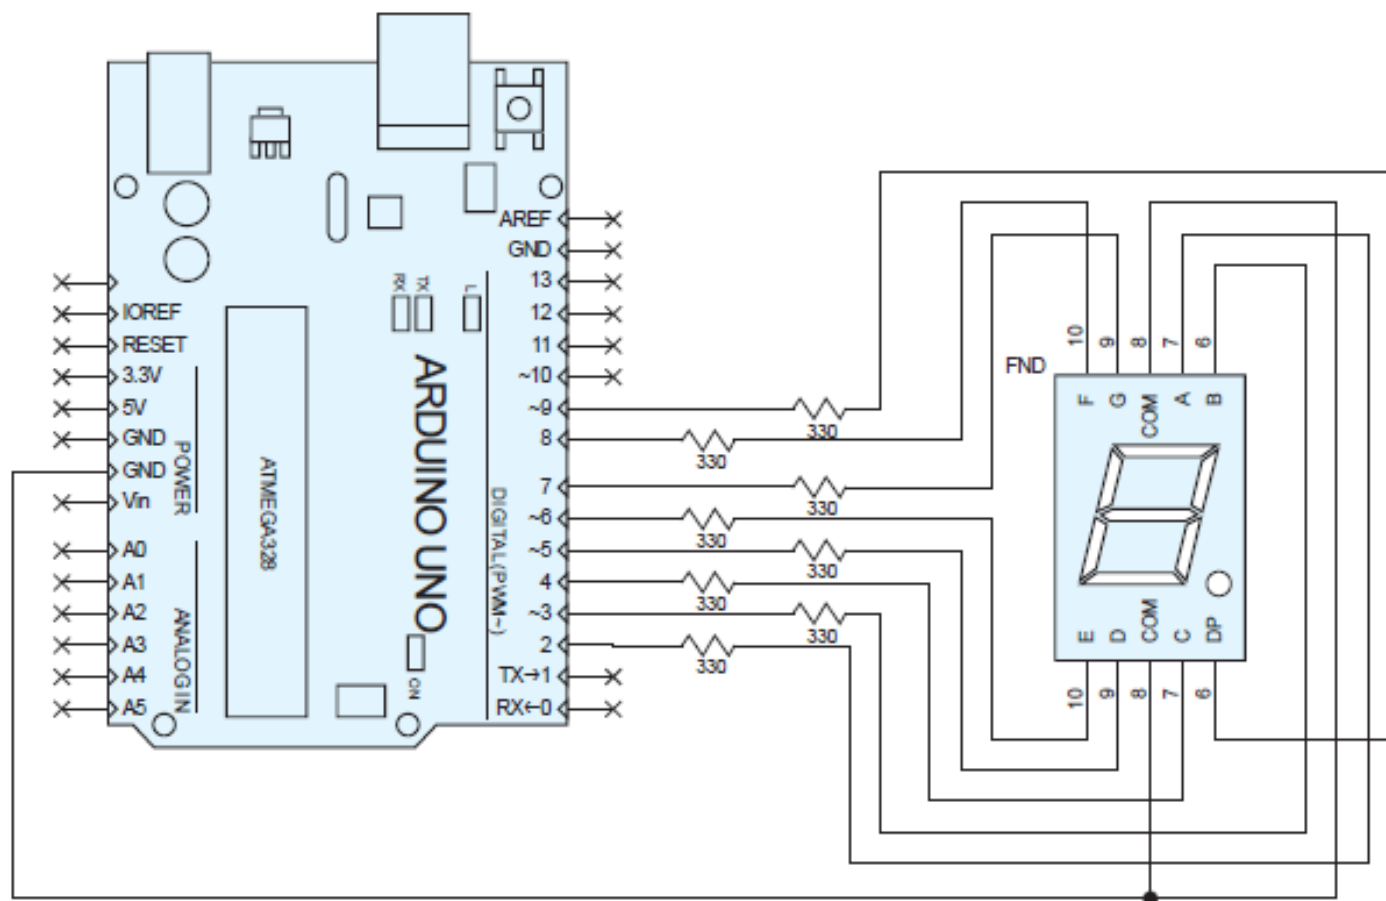 AREF
GND
13
12
11
~10
~9
8
7
~6
~5
4
~3
2
TX→1
RX←0
IOREF
RESET
3.3V
5V
GND
GND
Vin
A0
A1
A2
A3
A4
A5
POWER
ANALOG IN
ATMEGA328
RX
TX
L
ARDUINO UNO
DIGITAL(PWM~)
ON
330
330
330
330
330
330
330
330
FND
10
9
8
7
6
F
G
COM
A
B
E
D
COM
C
DP
10
9
8
7
6